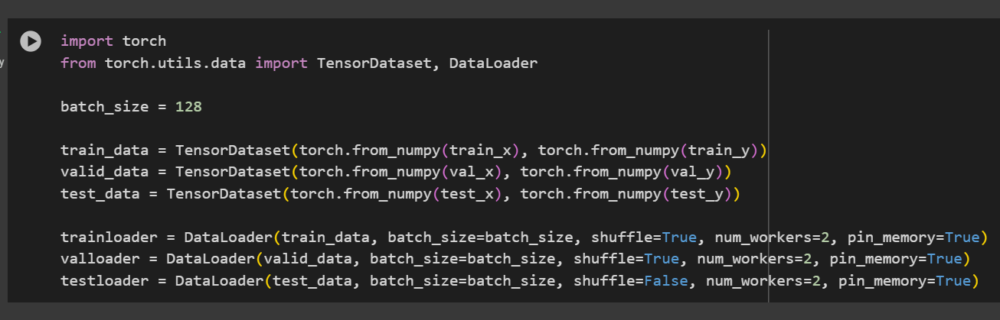 import torch
from torch.utils.data import TensorDataset, DataLoader
batch_size = 128
train_data = TensorDataset(torch.from_numpy(train_x), torch.from_numpy(train_y))
valid_data = TensorDataset(torch.from_numpy(val_x), torch.from_numpy(val_y))
test_data = TensorDataset(torch.from_numpy(test_x), torch.from_numpy(test_y))
trainloader = DataLoader(train_data, batch_size=batch_size, shuffle=True, num_workers=2, pin_memory=True)
valloader = DataLoader(valid_data, batch_size=batch_size, shuffle=True, num_workers=2, pin_memory=True)
testloader = DataLoader(test_data, batch_size=batch_size, shuffle=False, num_workers=2, pin_memory=True)